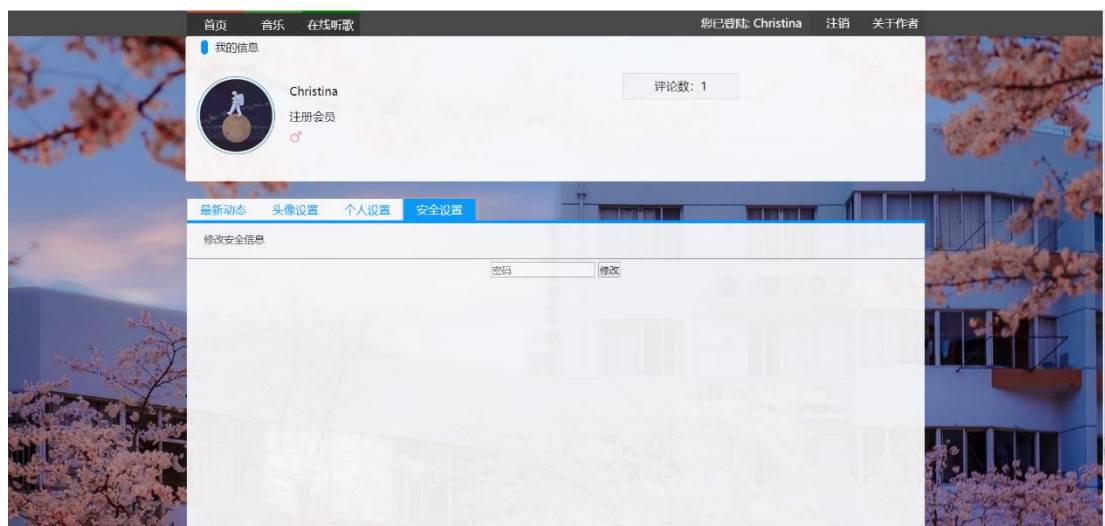 首页 音乐 在线听歌 您已登陆: Christina 注销 关于作者
我的信息
Christina
评论数: 1
注册会员
最新动态 头像设置 个人设置 安全设置
修改安全信息
密码 修改